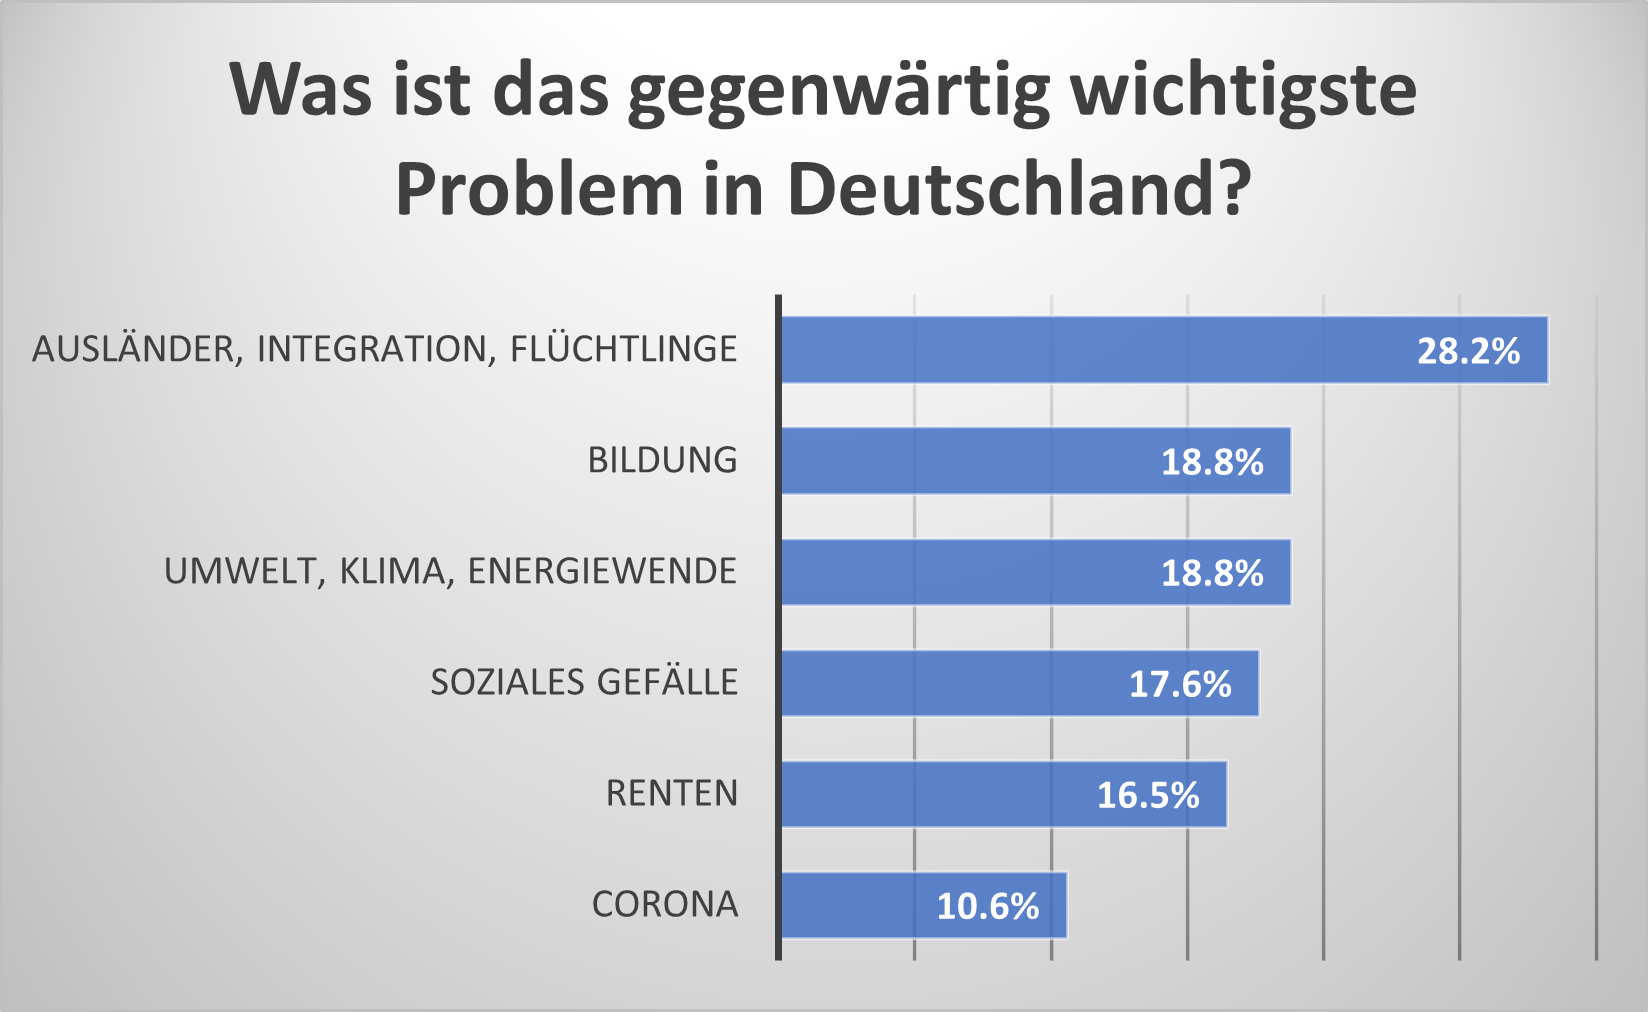 Was ist das gegenwärtig wichtigste
Problem in Deutschland?
AUSLÄNDER, INTEGRATION, FLÜCHTLINGE 28.2%
BILDUNG 18.8%
UMWELT, KLIMA, ENERGIEWENDE 18.8%
SOZIALES GEFÄLLE 17.6%
RENTEN 16.5%
CORONA 10.6%